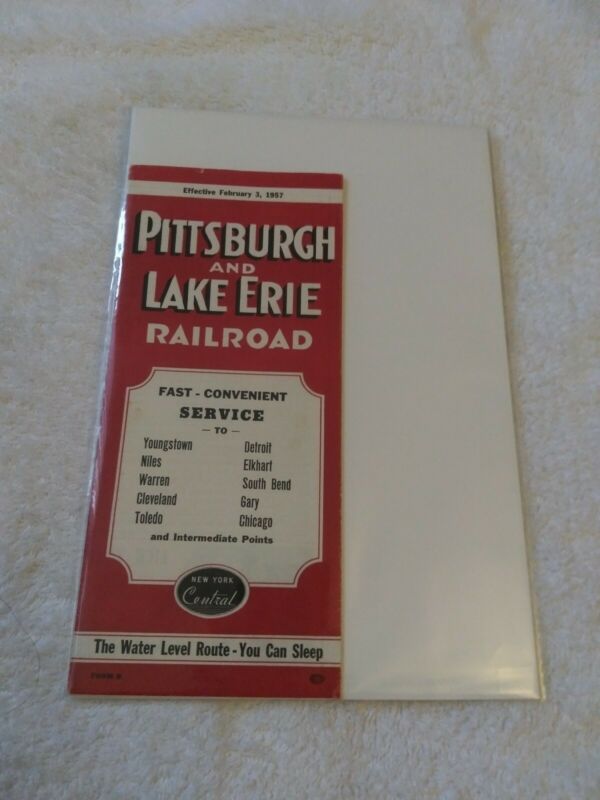 Effective February 3, 1957
PITTSBURGH
AND
LAKE ERIE
RAILROAD
FAST - CONVENIENT
SERVICE
— TO —
Youngstown Detroit
Niles Elkhart
Warren South Bend
Cleveland Gary
Toledo Chicago
and Intermediate Points
NEW YORK
Central
The Water Level Route - You Can Sleep